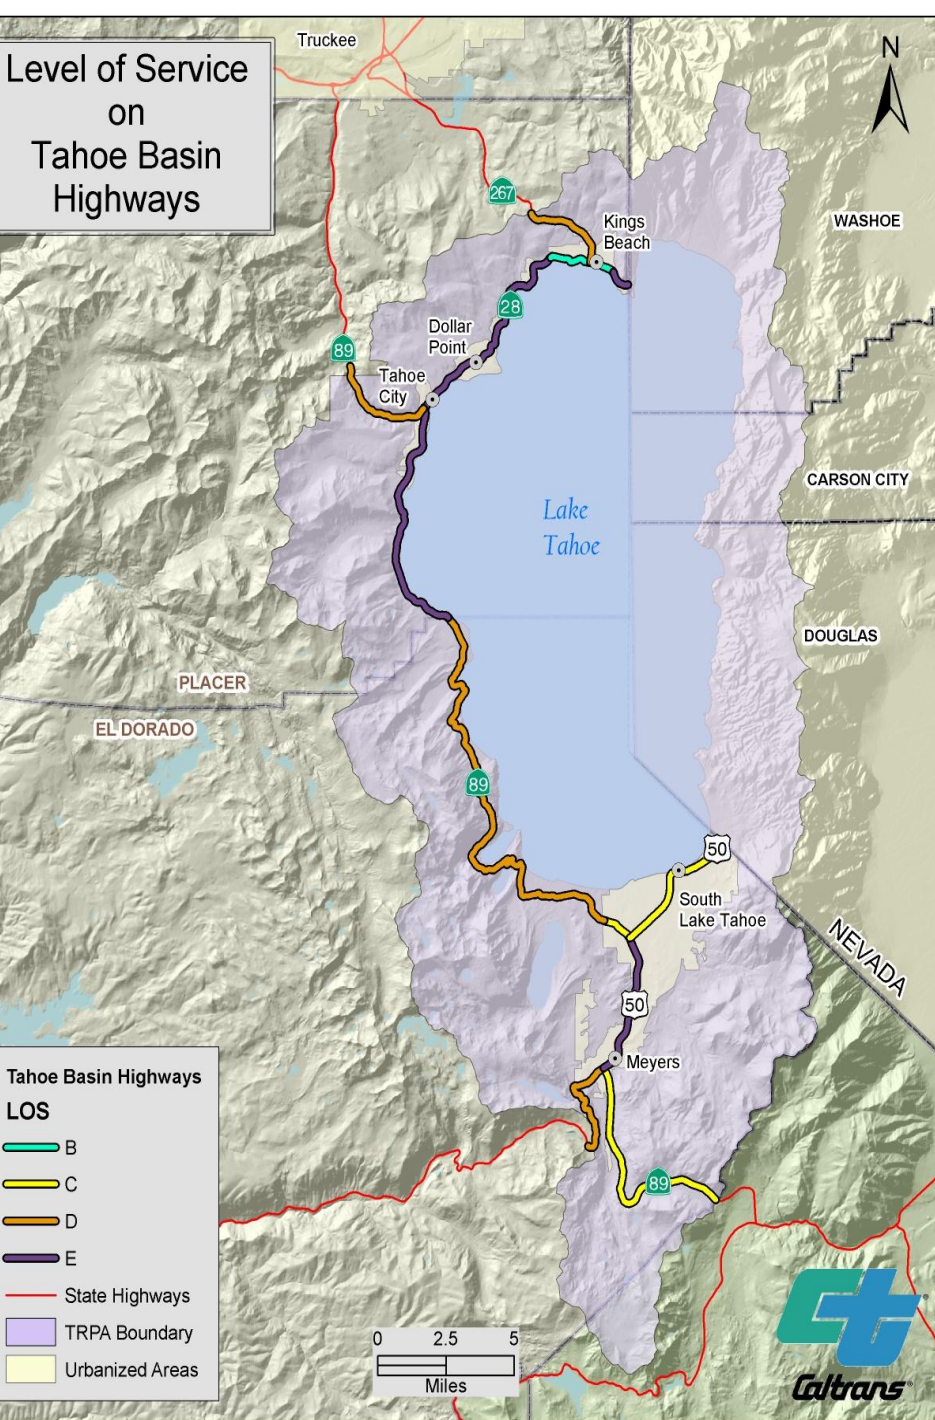 Level of Service
on
Tahoe Basin
Highways
Truckee
N
267
Kings
Beach
WASHOE
28
Dollar
Point
89
Tahoe
City
CARSON CITY
Lake
Tahoe
DOUGLAS
PLACER
EL DORADO
89
50
South
Lake Tahoe
NEVADA
50
Meyers
89
Tahoe Basin Highways
LOS
B
C
D
E
State Highways
TRPA Boundary
Urbanized Areas
0 2.5 5
Miles
ct
Caltrans®